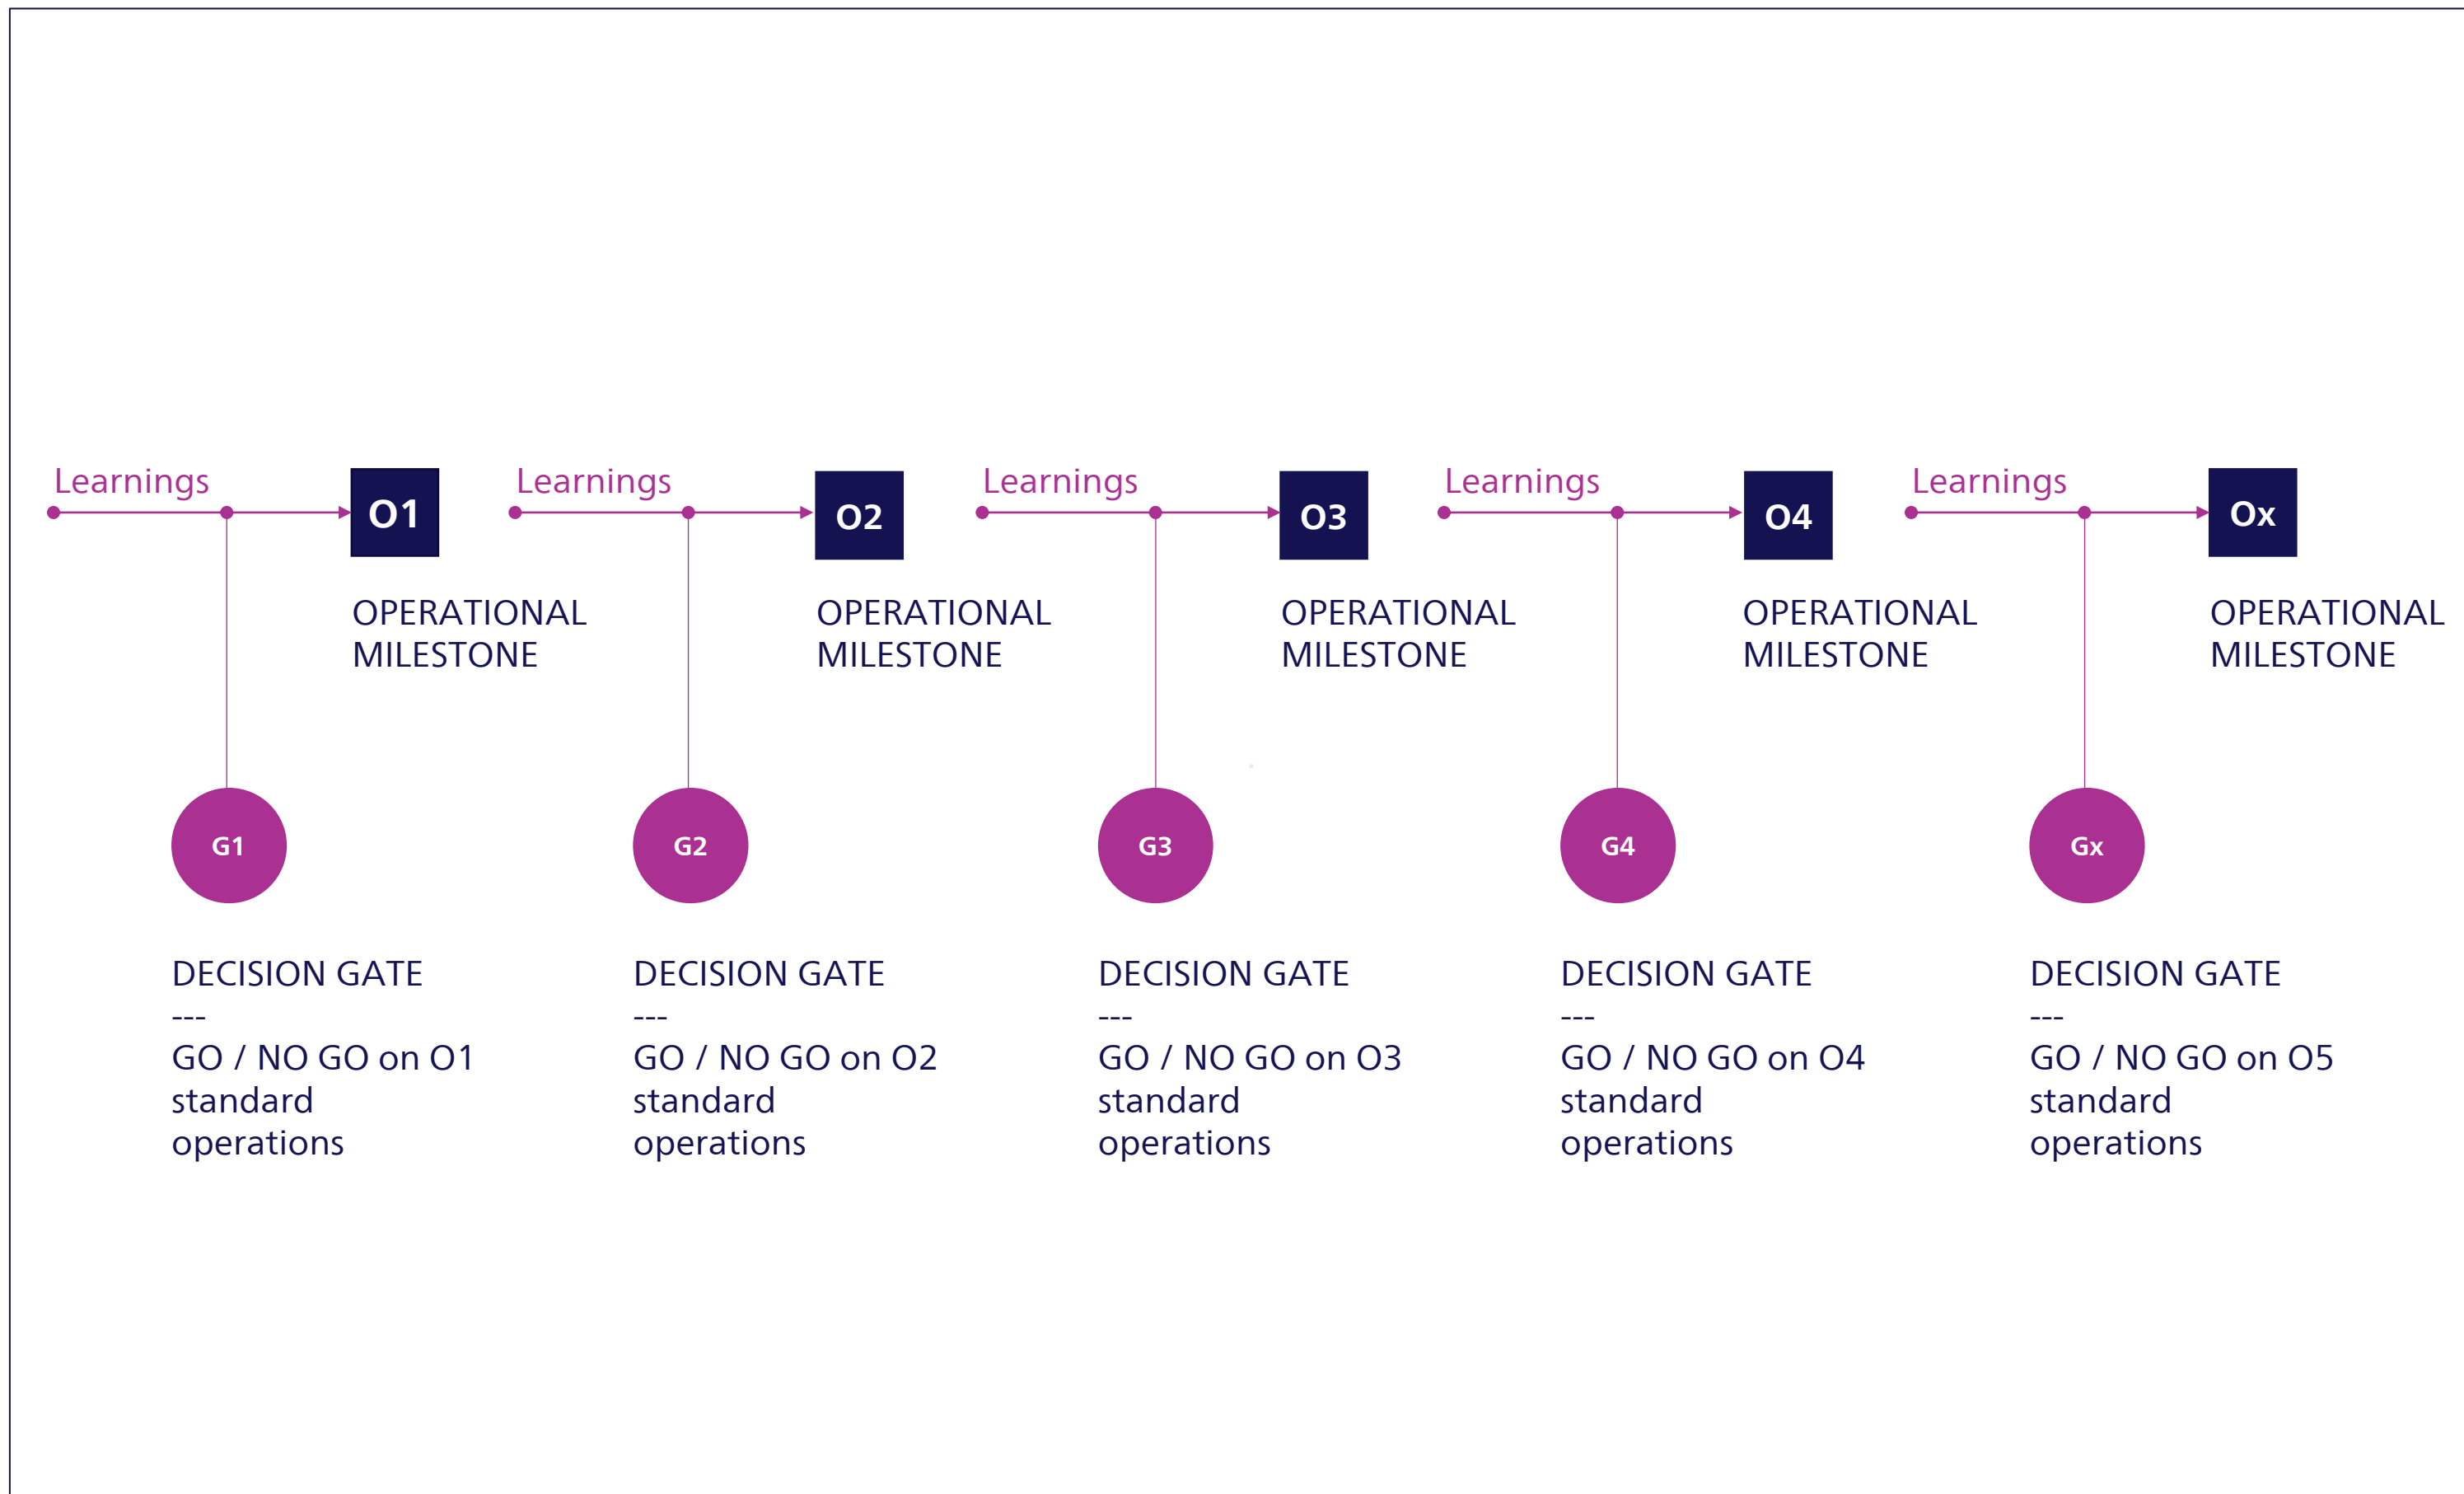 Learnings
O1
OPERATIONAL
MILESTONE
G1
DECISION GATE
---
GO / NO GO on O1
standard
operations
Learnings
O2
OPERATIONAL
MILESTONE
G2
DECISION GATE
---
GO / NO GO on O2
standard
operations
Learnings
O3
OPERATIONAL
MILESTONE
G3
DECISION GATE
---
GO / NO GO on O3
standard
operations
Learnings
O4
OPERATIONAL
MILESTONE
G4
DECISION GATE
---
GO / NO GO on O4
standard
operations
Learnings
Ox
OPERATIONAL
MILESTONE
Gx
DECISION GATE
---
GO / NO GO on O5
standard
operations